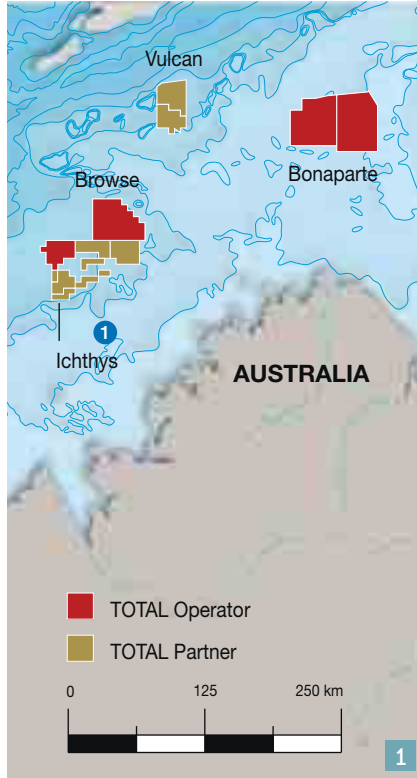 Vulcan
Browse
Bonaparte
1
Ichthys
AUSTRALIA
TOTAL Operator
TOTAL Partner
0 125 250 km
1